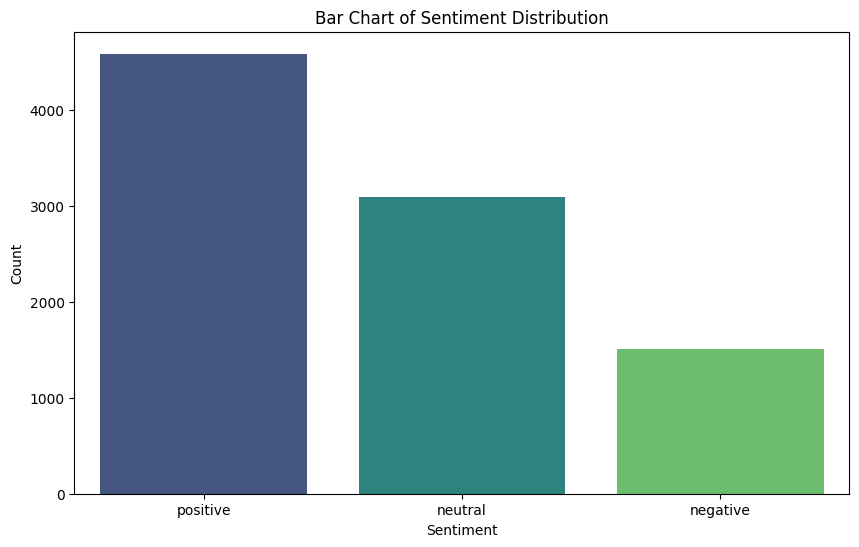 Bar Chart of Sentiment Distribution
Count
4000
3000
2000
1000
0
positive neutral negative
Sentiment